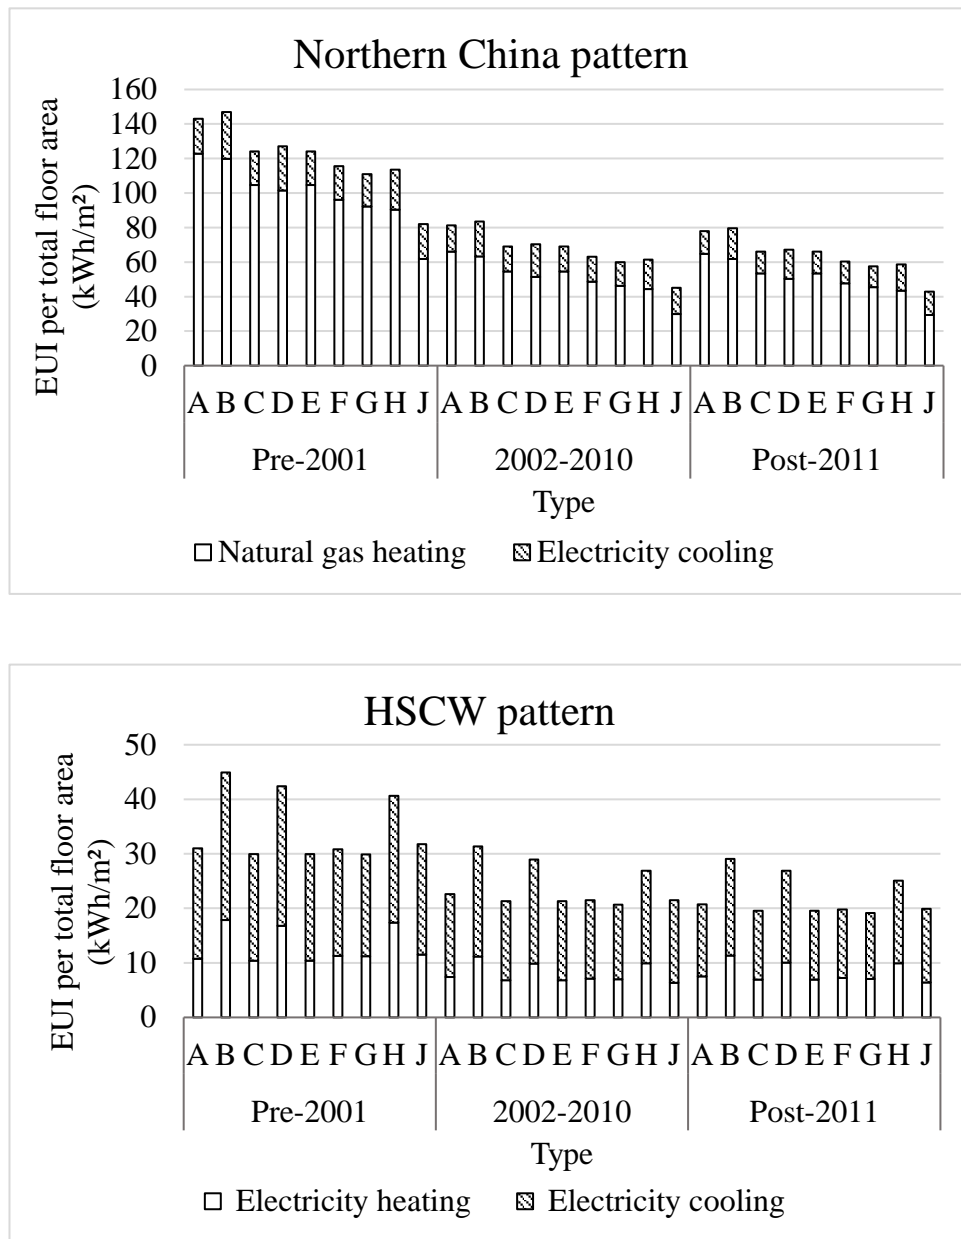 Northern China pattern
EUI per total floor area
(kWh/m²)
160
140
120
100
80
60
40
20
0
A B C D E F G H J A B C D E F G H J A B C D E F G H J
Pre-2001 2002-2010 Post-2011
Type
Natural gas heating Electricity cooling
HSCW pattern
EUI per total floor area
(kWh/m²)
50
40
30
20
10
0
A B C D E F G H J A B C D E F G H J A B C D E F G H J
Pre-2001 2002-2010 Post-2011
Type
Electricity heating Electricity cooling